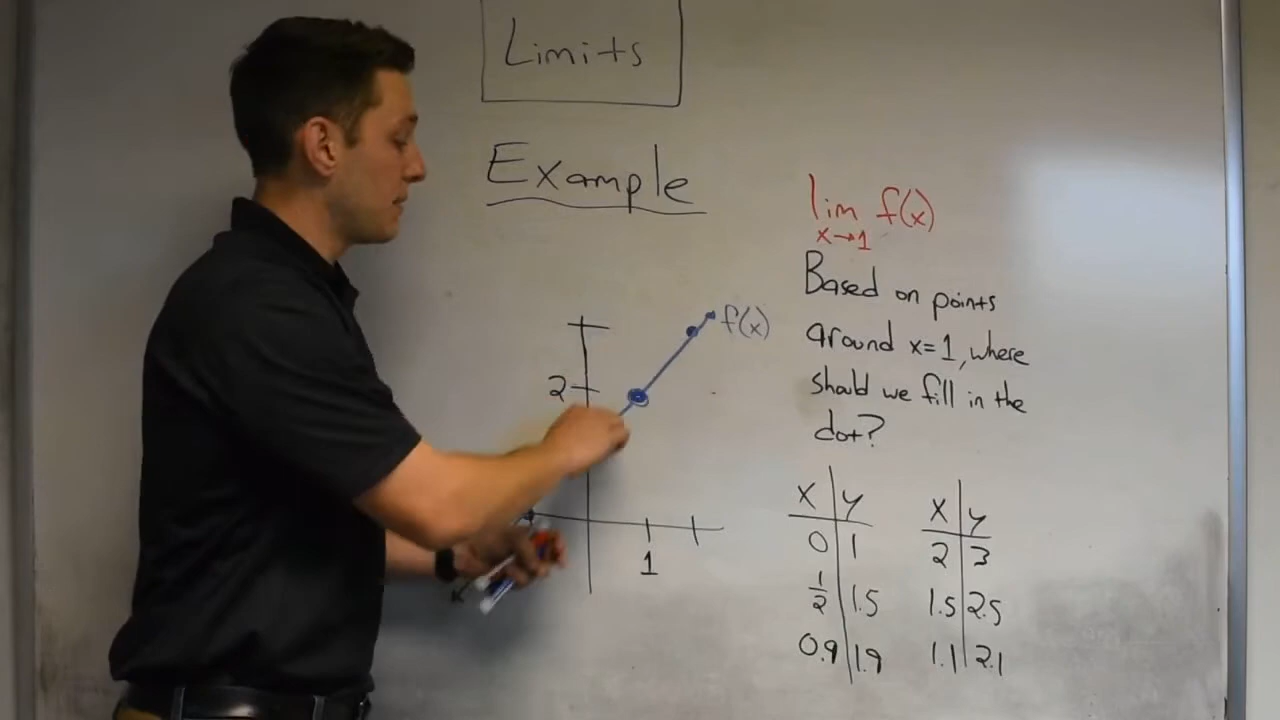 Limits
Example
lim f(x)
x→1
Based on points
around x=1, where
should we fill in the
dot?
f(x)
2
1
x y
0 1
1/2 1.5
0.9 1.9
x y
2 3
1.5 2.5
1.1 2.1